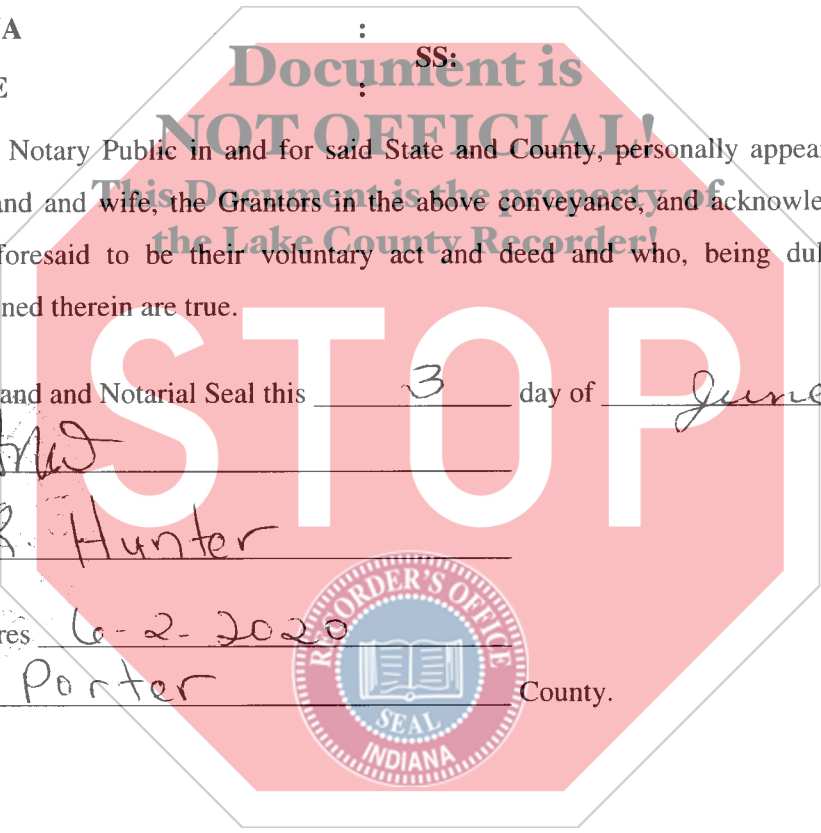 A :
Document is
SS:
E :
NOT OFFICIAL!
Notary Public in and for said State and County, personally appear
This Document is the property of
and and wife, the Grantors in the above conveyance, and acknowle
the Lake County Recorder!
foresaid to be their voluntary act and deed and who, being dul
ned therein are true.
STOP
and and Notarial Seal this 3 day of June
R. Hunter
res 6-2-2020
Porter County.
RECORDER'S OFFICE
SEAL
INDIANA